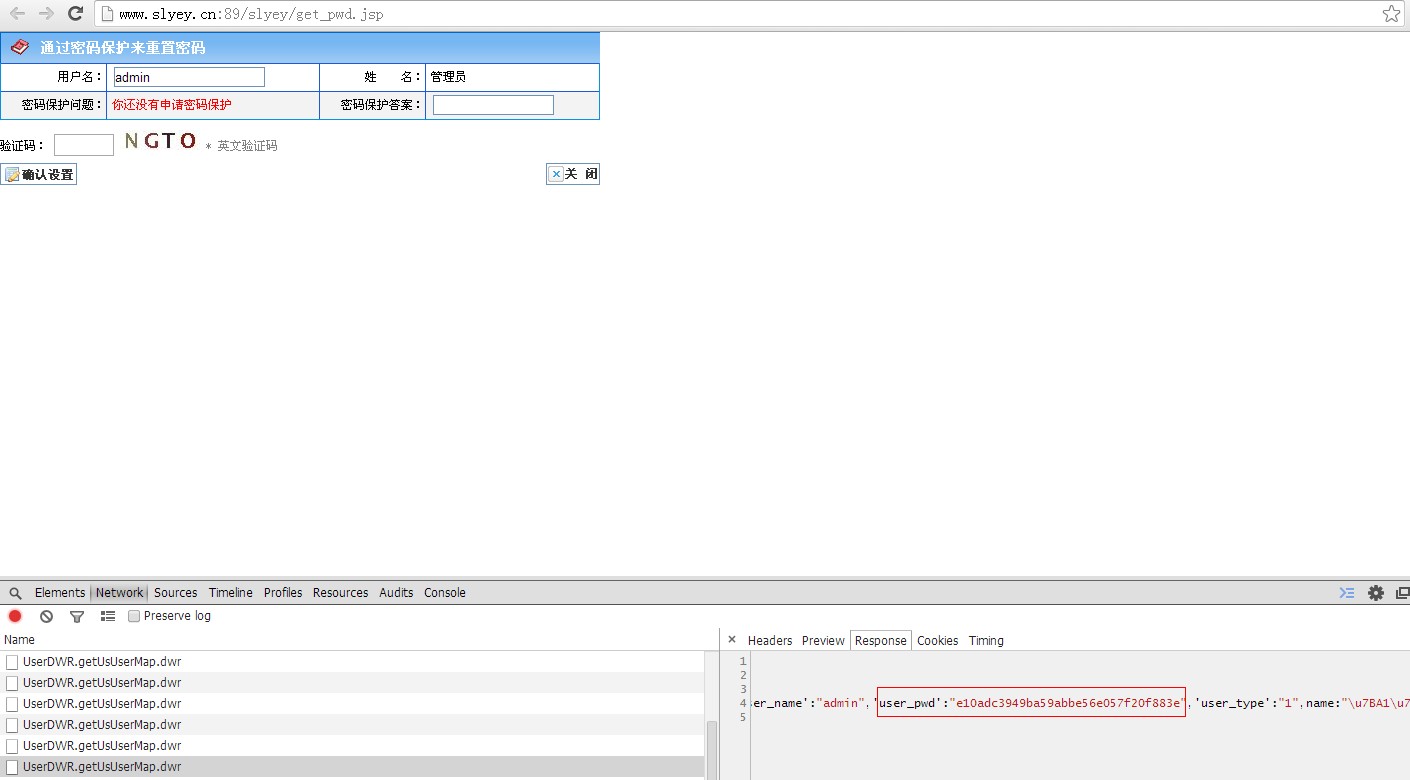 www.slyey.cn:89/slyey/get_pwd.jsp
通过密码保护来重置密码
用户名： admin 姓 名： 管理员
密码保护问题： 你还没有申请密码保护 密码保护答案：
验证码： NGTO * 英文验证码
确认设置 关 闭
Elements Network Sources Timeline Profiles Resources Audits Console
Preserve log
Name × Headers Preview Response Cookies Timing
UserDWR.getUsUserMap.dwr 1
UserDWR.getUsUserMap.dwr 2
UserDWR.getUsUserMap.dwr 3
4 er_name':"admin",'user_pwd':"e10adc3949ba59abbe56e057f20f883e",'user_type':"1",name:"\u7BA1\u7
UserDWR.getUsUserMap.dwr 5
UserDWR.getUsUserMap.dwr
UserDWR.getUsUserMap.dwr